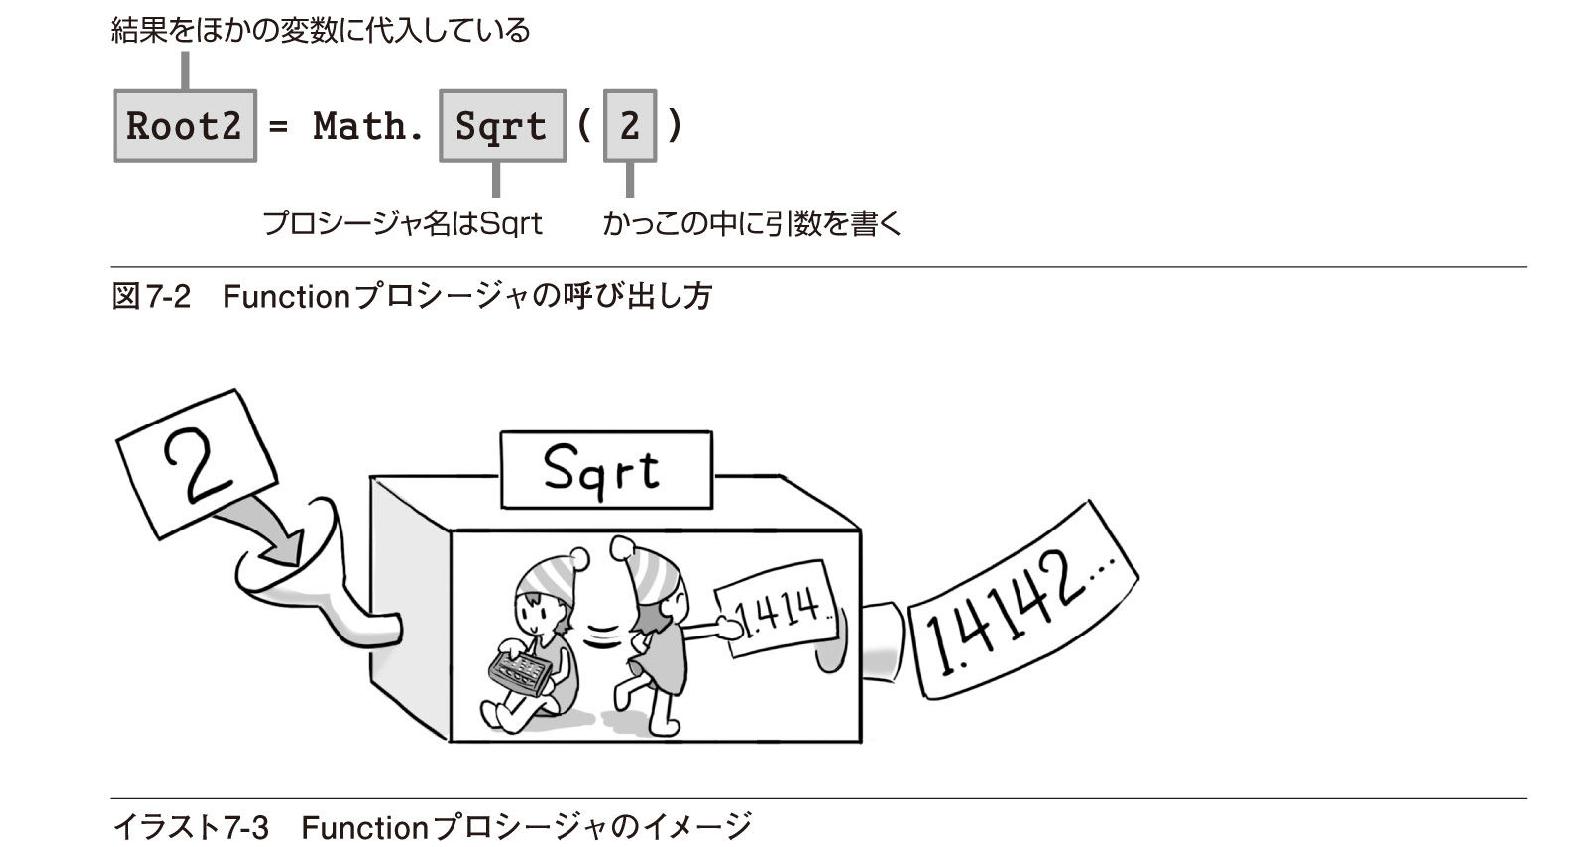 結果をほかの変数に代入している
Root2 = Math. Sqrt ( 2 )
プロシージャ名はSqrt かっこの中に引数を書く
図7-2 Functionプロシージャの呼び出し方
2
Sqrt
1.414..
1.4142...
イラスト7-3 Functionプロシージャのイメージ